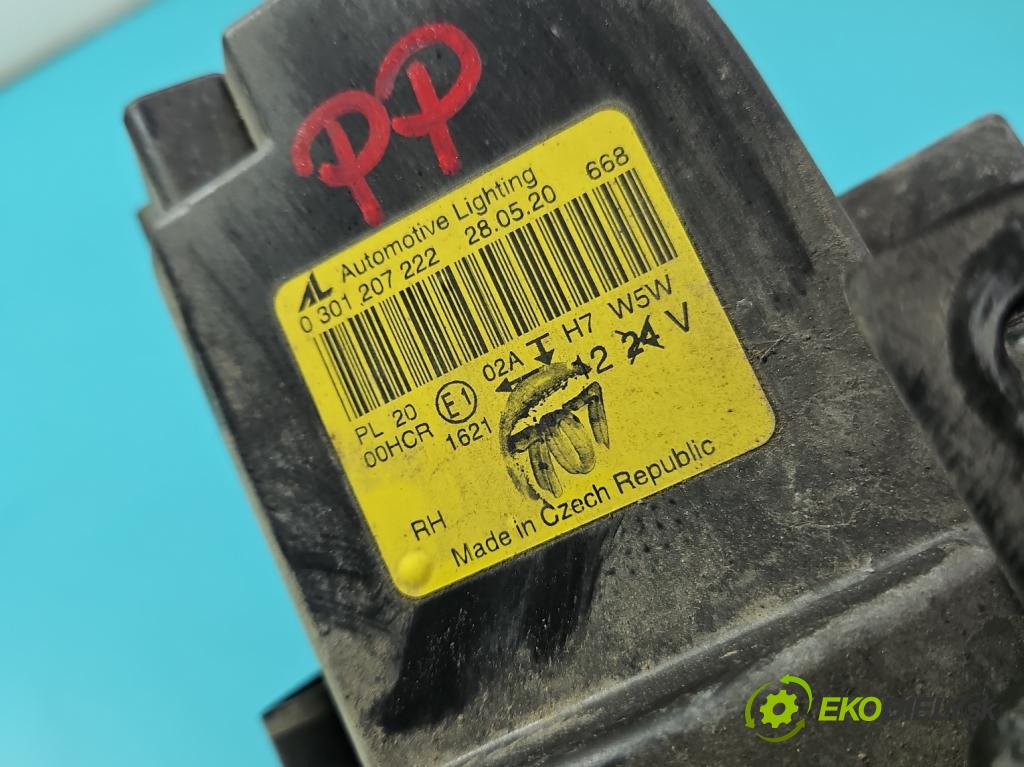 PP
AL Automotive Lighting
0 301 207 222 28.05.20 668
PL 20 E1 02A H7 W5W
00HCR 1621 12 24 V
RH
Made in Czech Republic
EKO